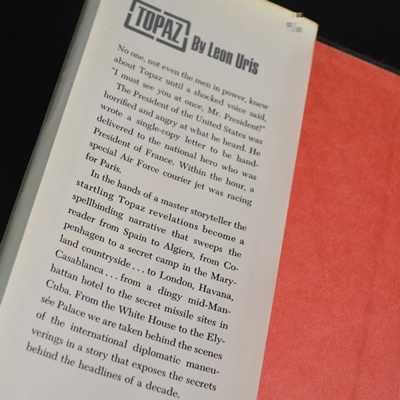 TOPAZ By Leon Uris
No one, not even the men in power, knew
about Topaz until a shocked voice said,
"I must see you at once, Mr. President!"
The President of the United States was
horrified and angry at what he heard. He
wrote a single-copy letter to be hand-
delivered to the national hero who was
President of France. Within the hour, a
special Air Force courier jet was racing
for Paris.
In the hands of a master storyteller the
startling Topaz revelations become a
spellbinding narrative that sweeps the
reader from Spain to Algiers, from Co-
penhagen to a secret camp in the Mary-
land countryside . . . to London, Havana,
Casablanca . . . from a dingy mid-Man-
hattan hotel to the secret missile sites in
Cuba. From the White House to the Ely-
sée Palace we are taken behind the scenes
of the international diplomatic maneu-
verings in a story that exposes the secrets
behind the headlines of a decade.